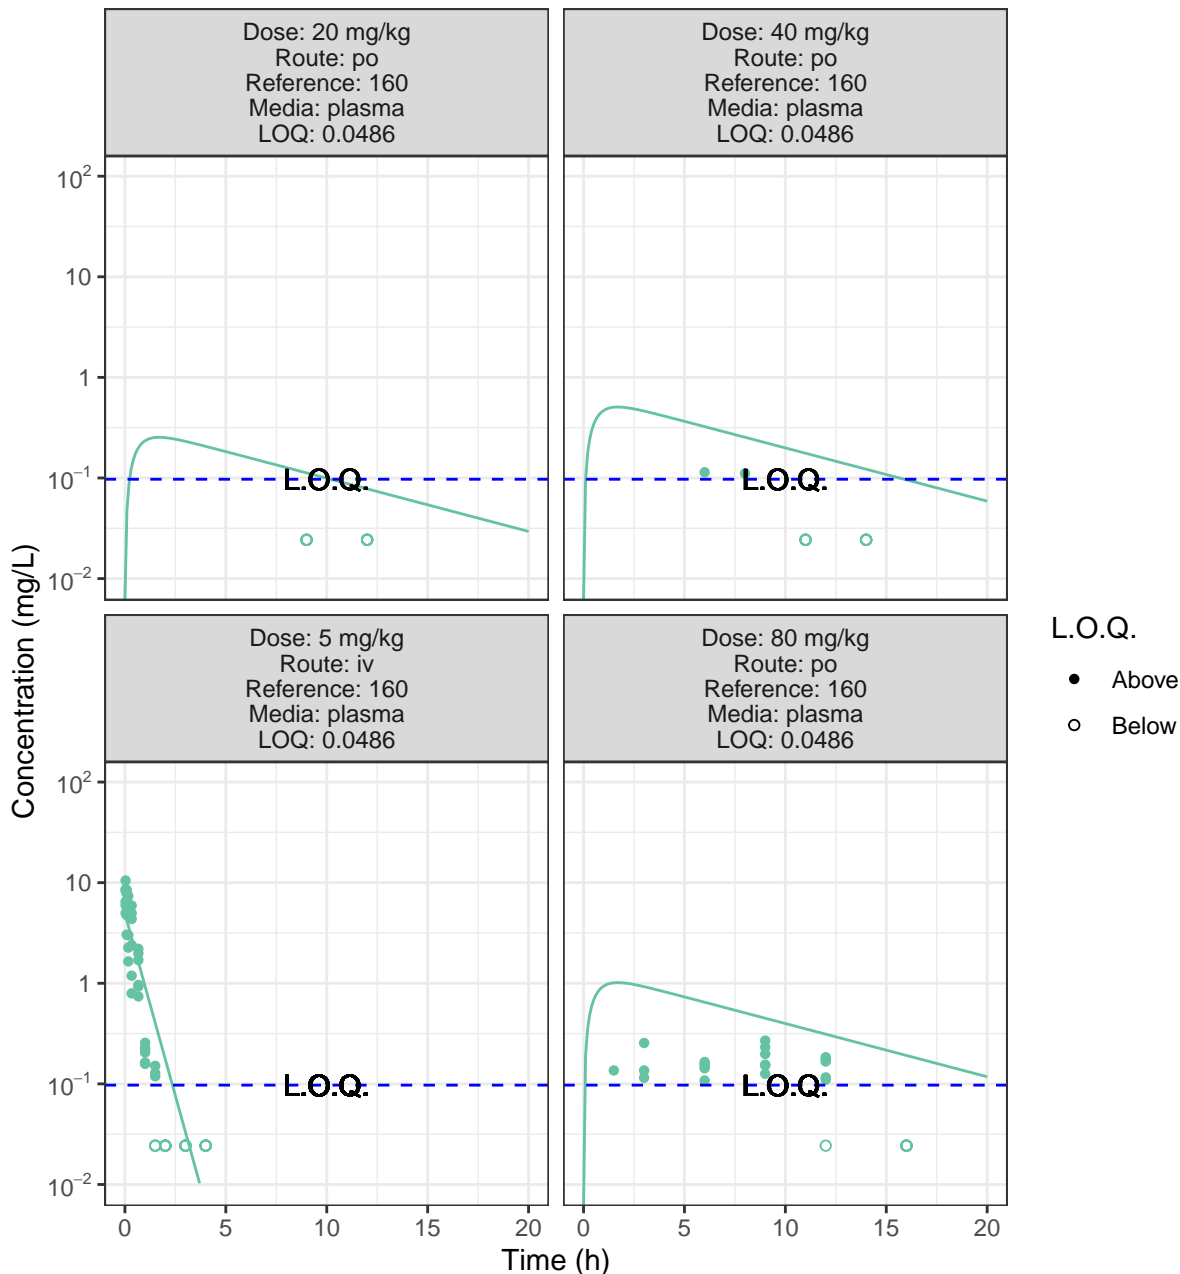 Dose: 20 mg/kg
Route: po
Reference: 160
Media: plasma
LOQ: 0.0486
Dose: 40 mg/kg
Route: po
Reference: 160
Media: plasma
LOQ: 0.0486
10²
10
1
10⁻¹
10⁻²
L.O.Q.
L.O.Q.
Dose: 5 mg/kg
Route: iv
Reference: 160
Media: plasma
LOQ: 0.0486
Dose: 80 mg/kg
Route: po
Reference: 160
Media: plasma
LOQ: 0.0486
10²
10
1
10⁻¹
10⁻²
L.O.Q.
L.O.Q.
0 5 10 15 20
0 5 10 15 20
Time (h)
Concentration (mg/L)
L.O.Q.
Above
Below